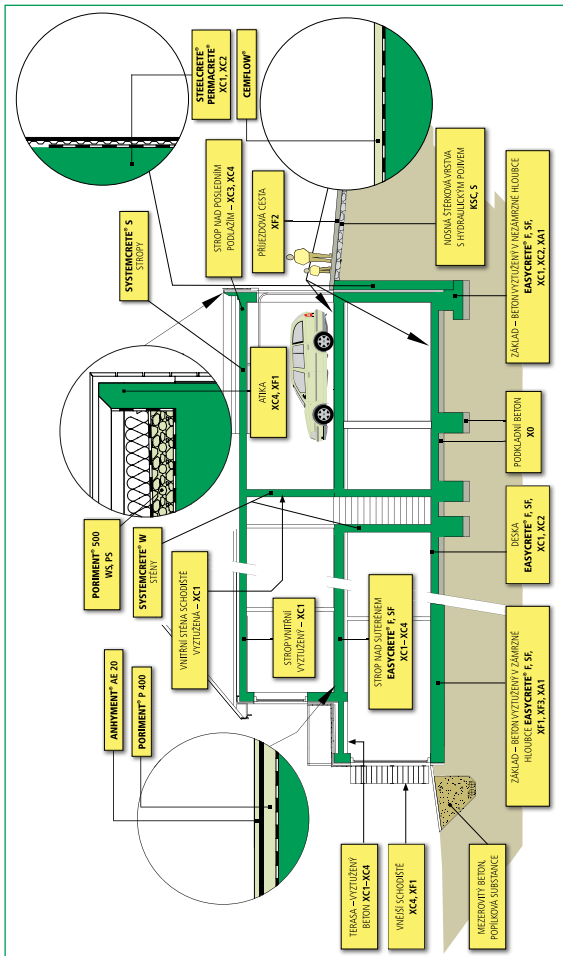 ANHYMENT® AE 20
PORIMENT® P 400
PORIMENT® 500
WS, PS
SYSTEMCRETE® W
STĚNY
VNITŘNÍ STĚNA SCHODIŠTĚ
VYZTUŽENÁ – XC1
STROP VNITŘNÍ
VYZTUŽENÝ – XC1
STROP NAD SUTERÉNEM
EASYCRETE® F, SF
XC1–XC4
ATIKA
XC4, XF1
SYSTEMCRETE® S
STROPY
STEELCRETE®
PERMACRETE®
XC1, XC2
CEMFLOW®
STROP NAD POSLEDNÍM
PODLAŽÍM – XC3, XC4
PŘÍJEZDOVÁ CESTA
XF2
NOSNÁ ŠTĚRKOVÁ VRSTVA
S HYDRAULICKÝM POJIVEM
KSC, S
TERASA – VYZTUŽENÝ
BETON XC1–XC4
VNĚJŠÍ SCHODIŠTĚ
XC4, XF1
MEZEROVITÝ BETON,
POPÍLKOVÁ SUBSTANCE
ZÁKLAD – BETON VYZTUŽENÝ V ZÁMRZNÉ
HLOUBCE EASYCRETE® F, SF,
XF1, XF3, XA1
DESKA
EASYCRETE® F, SF,
XC1, XC2
PODKLADNÍ BETON
X0
ZÁKLAD – BETON VYZTUŽENÝ V NEZÁMRZNÉ HLOUBCE
EASYCRETE® F, SF,
XC1, XC2, XA1